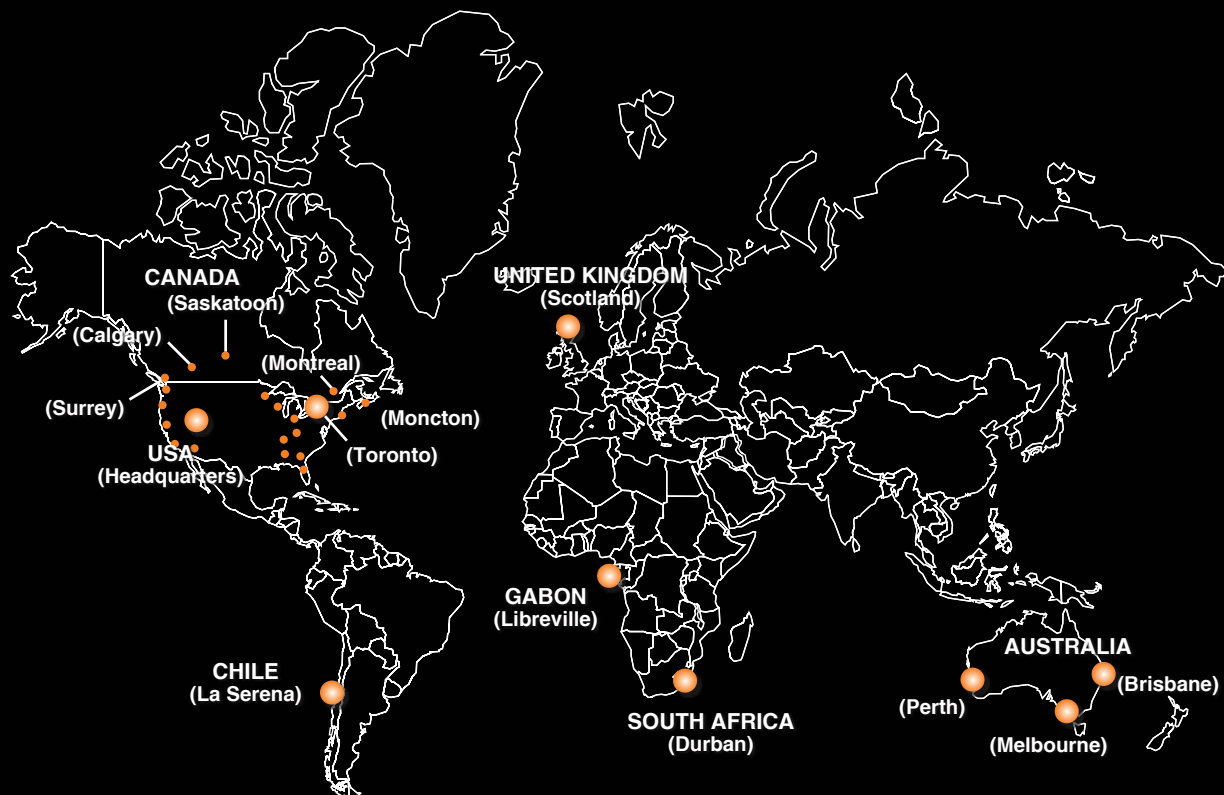 UNITED KINGDOM
(Scotland)
CANADA
(Saskatoon)
(Calgary)
(Montreal)
(Surrey)
(Moncton)
(Toronto)
USA
(Headquarters)
GABON
(Libreville)
CHILE
(La Serena)
SOUTH AFRICA
(Durban)
AUSTRALIA
(Brisbane)
(Perth)
(Melbourne)